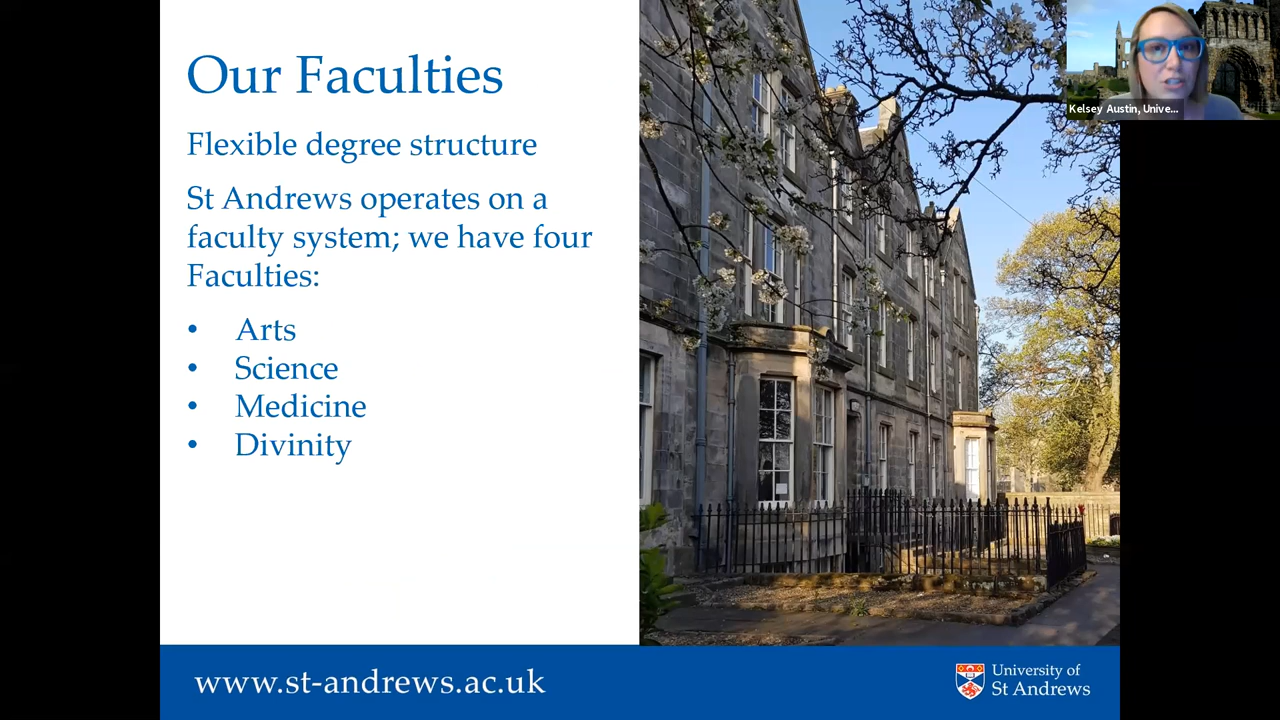 Our Faculties
Flexible degree structure
St Andrews operates on a
faculty system; we have four
Faculties:
• Arts
• Science
• Medicine
• Divinity
Kelsey Austin, Unive...
www.st-andrews.ac.uk
University of
St Andrews